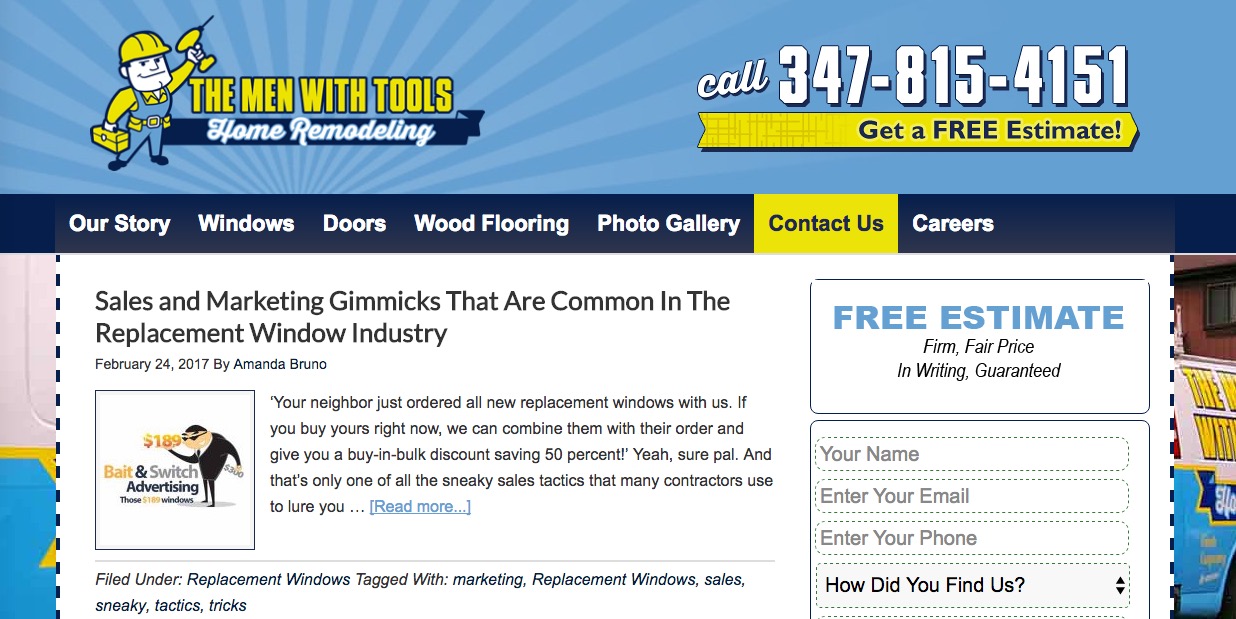 THE MEN WITH TOOLS
Home Remodeling
call 347-815-4151
Get a FREE Estimate!
Our Story Windows Doors Wood Flooring Photo Gallery Contact Us Careers
Sales and Marketing Gimmicks That Are Common In The
Replacement Window Industry
February 24, 2017 By Amanda Bruno
$189
$300
Bait & Switch
Advertising
Those $189 windows
‘Your neighbor just ordered all new replacement windows with us. If
you buy yours right now, we can combine them with their order and
give you a buy-in-bulk discount saving 50 percent!’ Yeah, sure pal. And
that's only one of all the sneaky sales tactics that many contractors use
to lure you … [Read more...]
Filed Under: Replacement Windows Tagged With: marketing, Replacement Windows, sales,
sneaky, tactics, tricks
FREE ESTIMATE
Firm, Fair Price
In Writing, Guaranteed
Your Name
Enter Your Email
Enter Your Phone
How Did You Find Us?